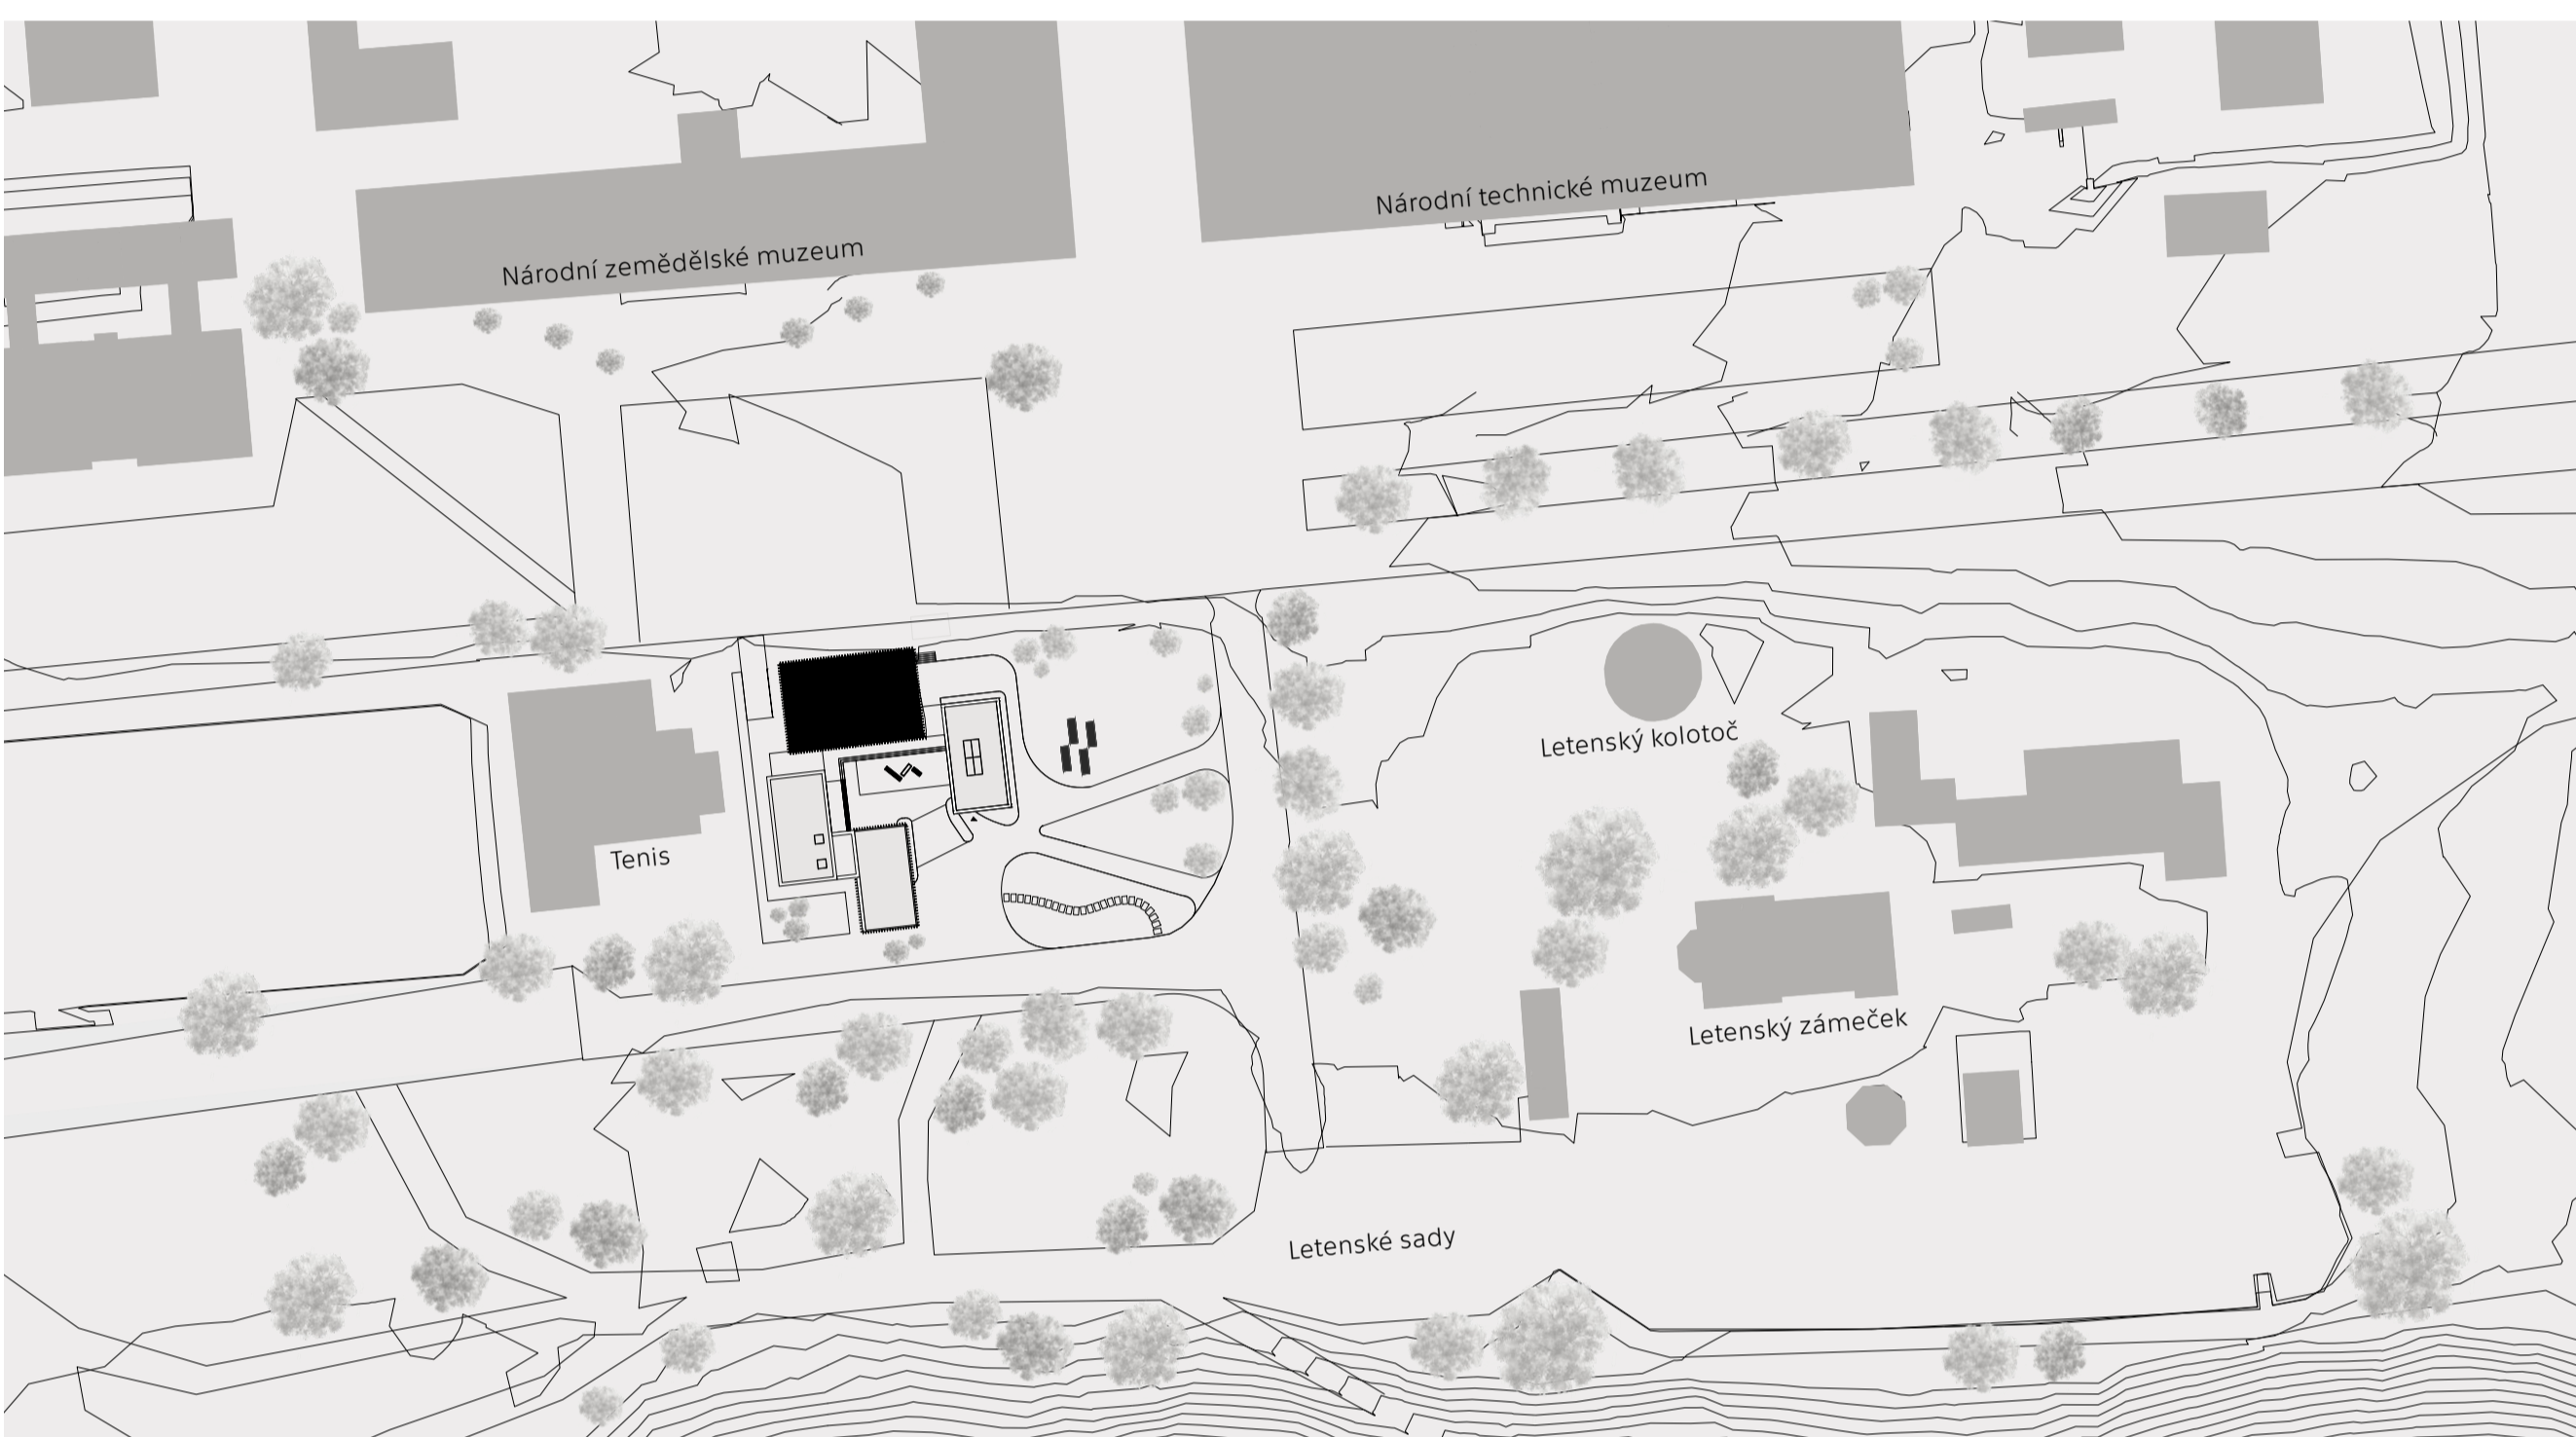 Národní technické muzeum
Národní zemědělské muzeum
Letenský kolotoč
Tenis
Letenský zámeček
Letenské sady